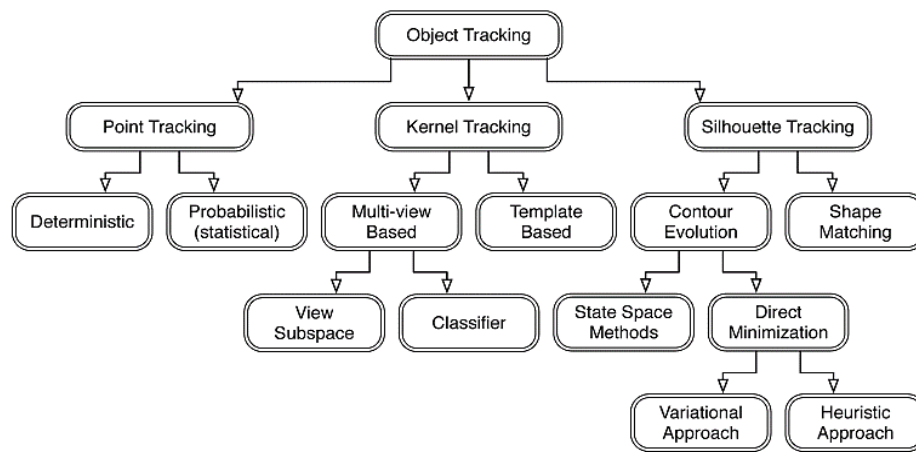 Object Tracking
Point Tracking
Kernel Tracking
Silhouette Tracking
Deterministic
Probabilistic
(statistical)
Multi-view
Based
Template
Based
Contour
Evolution
Shape
Matching
View
Subspace
Classifier
State Space
Methods
Direct
Minimization
Variational
Approach
Heuristic
Approach